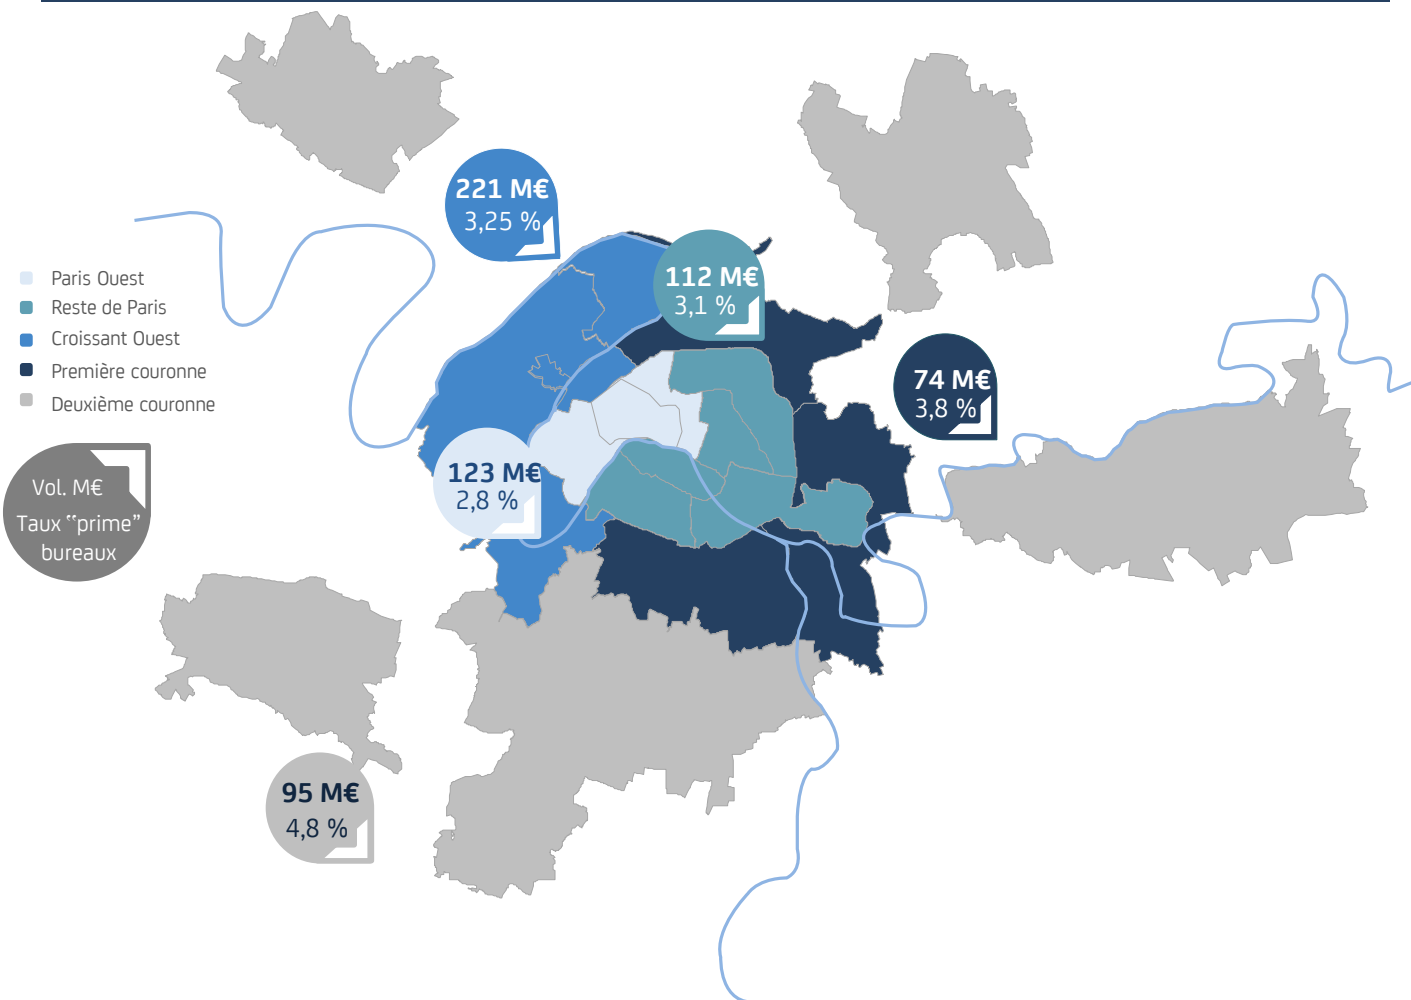 221 M€
3,25 %
112 M€
3,1 %
Paris Ouest
Reste de Paris
Croissant Ouest
Première couronne
Deuxième couronne
74 M€
3,8 %
123 M€
2,8 %
Vol. M€
Taux “prime”
bureaux
95 M€
4,8 %